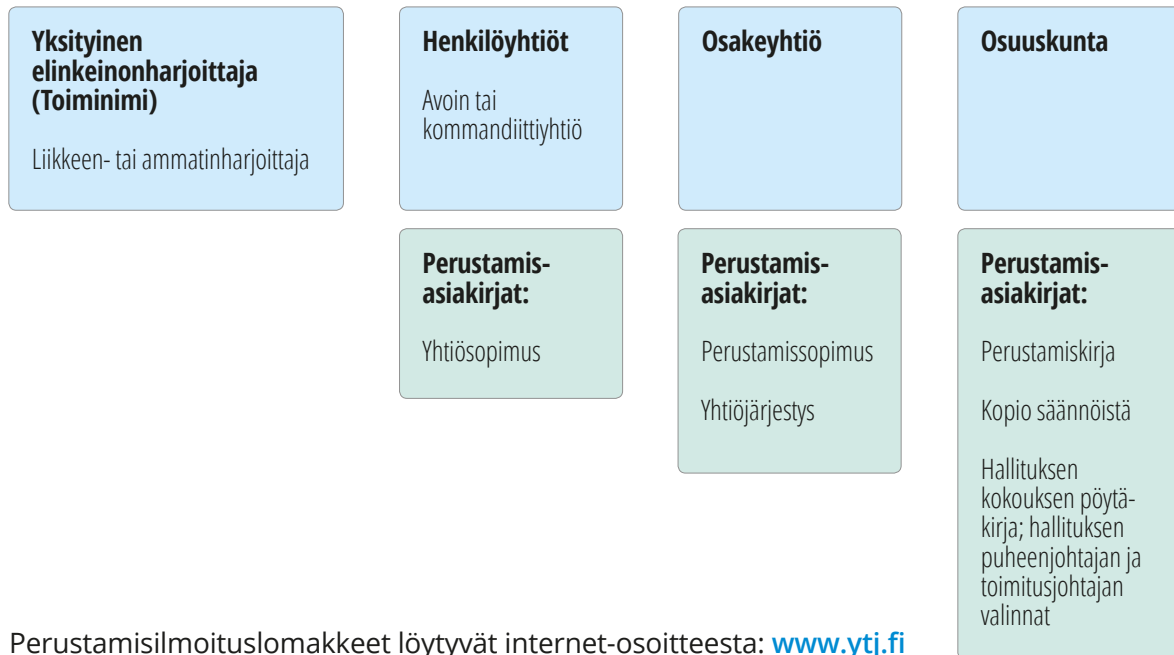 Yksityinen
elinkeinonharjoittaja
(Toiminimi)
Liikkeen- tai ammatinharjoittaja
Henkilöyhtiöt
Avoin tai
kommandiittiyhtiö
Osakeyhtiö
Osuuskunta
Perustamis-
asiakirjat:
Yhtiösopimus
Perustamis-
asiakirjat:
Perustamissopimus
Yhtiöjärjestys
Perustamis-
asiakirjat:
Perustamiskirja
Kopio säännöistä
Hallituksen
kokouksen pöytä-
kirja; hallituksen
puheenjohtajan ja
toimitusjohtajan
valinnat
Perustamisilmoituslomakkeet löytyvät internet-osoitteesta: www.ytj.fi